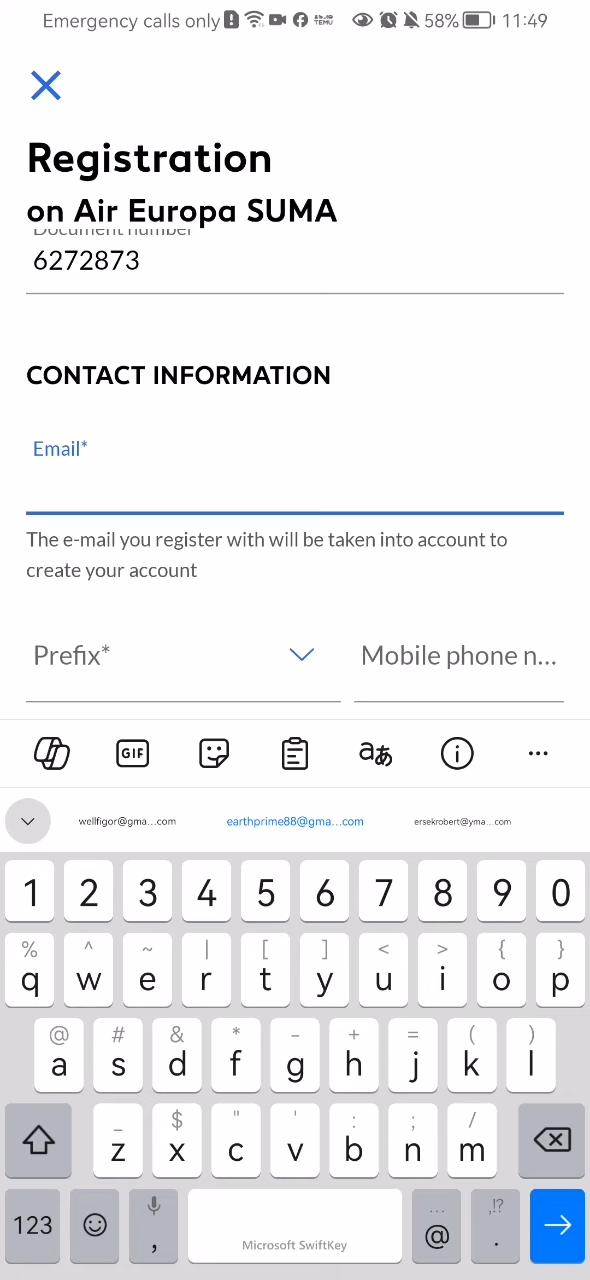 Emergency calls only 58% 11:49
Registration
on Air Europa SUMA
Document number
6272873
CONTACT INFORMATION
Email*
The e-mail you register with will be taken into account to
create your account
Prefix* Mobile phone n...
GIF aあ ...
wellfigor@gma...com earthprime88@gma...com ersekrobert@yma...com
1 2 3 4 5 6 7 8 9 0
% ^ ~ | [ ] < > { }
q w e r t y u i o p
@ # & * - + = ( )
a s d f g h j k l
_ $ " ' : ; /
z x c v b n m
... ,!?
123 , Microsoft SwiftKey @ .